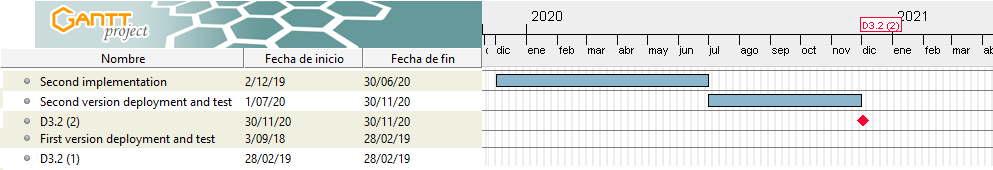 GANTT project
2020 2021
D3.2 (2)
dic ene feb mar abr may jun jul ago sep oct nov dic ene feb mar ab
Nombre Fecha de inicio Fecha de fin
Second implementation 2/12/19 30/06/20
Second version deployment and test 1/07/20 30/11/20
D3.2 (2) 30/11/20 30/11/20
First version deployment and test 3/09/18 28/02/19
D3.2 (1) 28/02/19 28/02/19